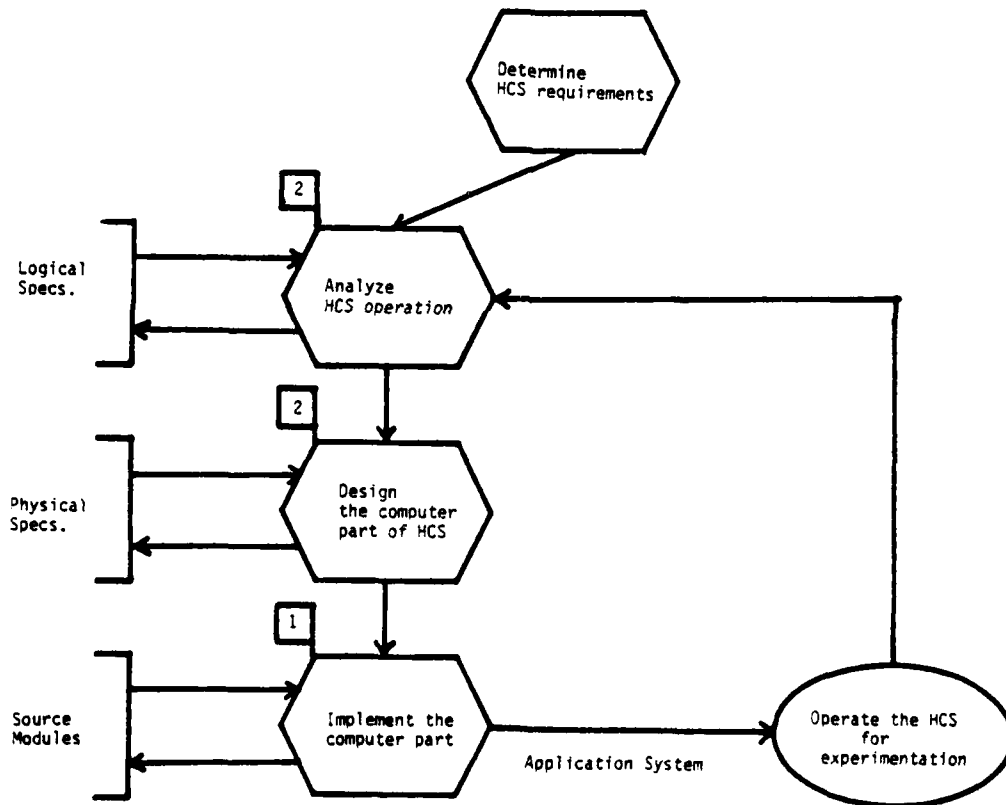 Determine
HCS requirements
2
Logical
Specs.
Analyze
HCS operation
2
Physical
Specs.
Design
the computer
part of HCS
1
Source
Modules
Implement the
computer part
Application System
Operate the HCS
for
experimentation